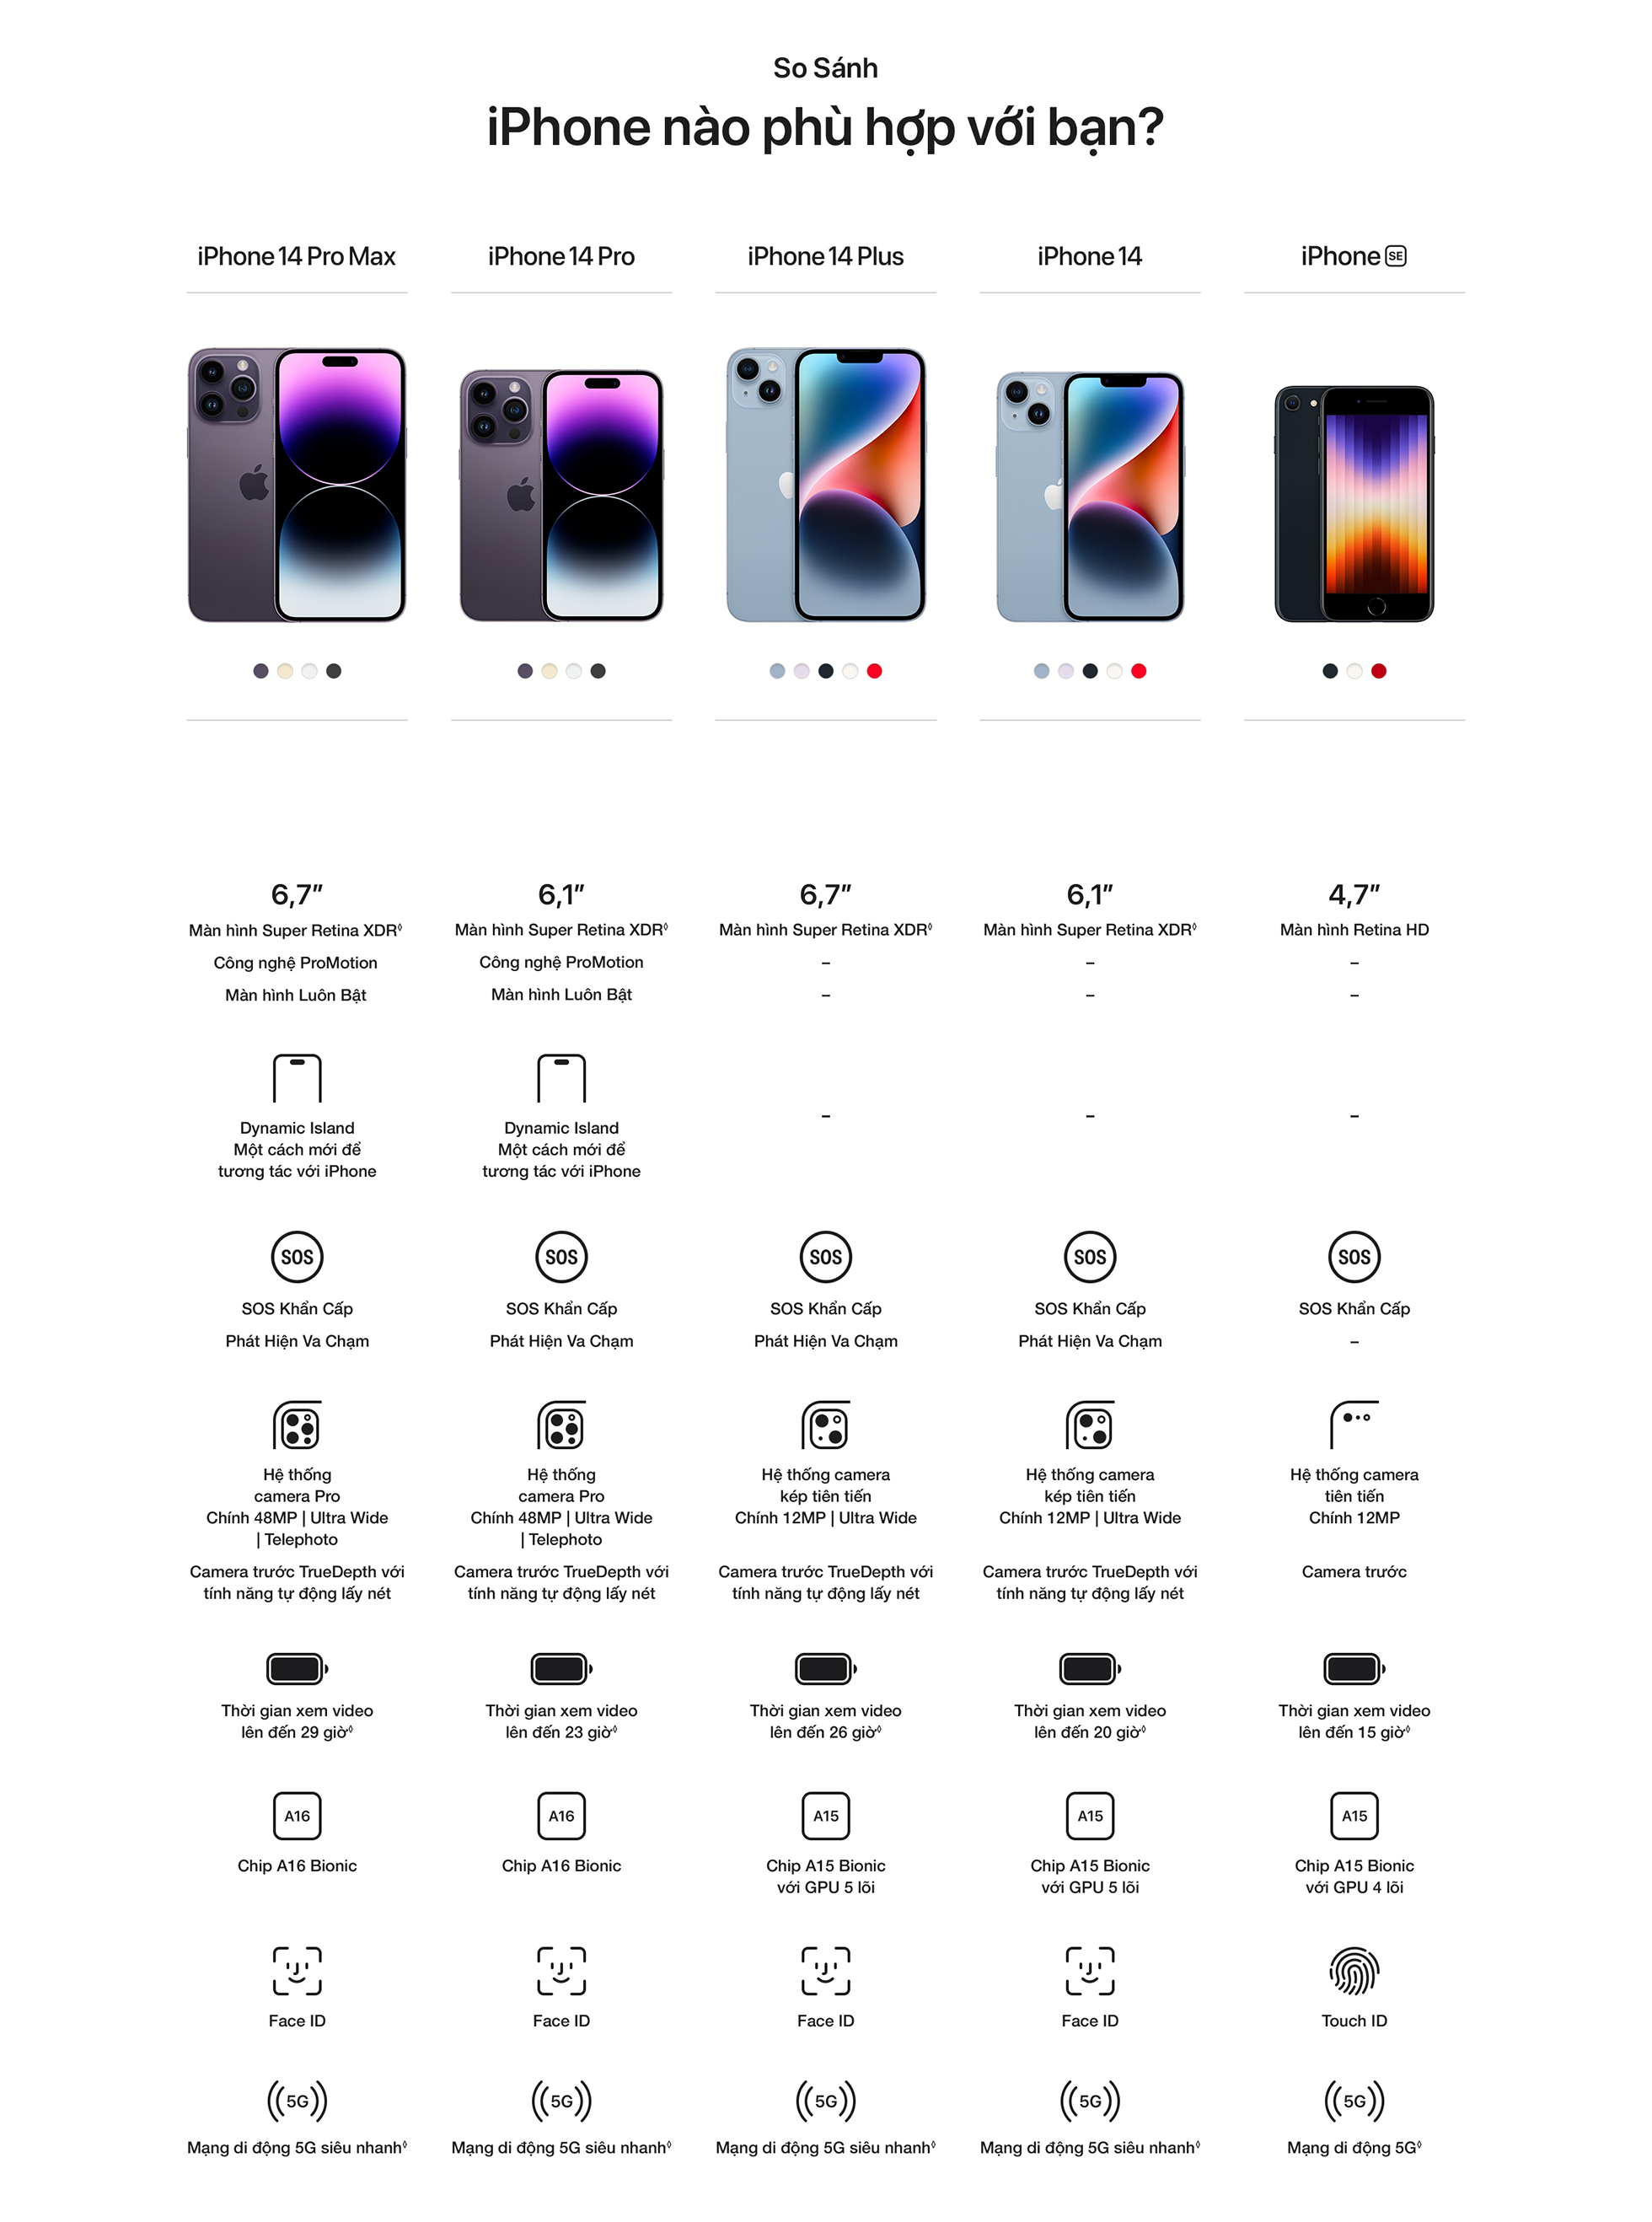 So Sánh
iPhone nào phù hợp với bạn?
iPhone 14 Pro Max
iPhone 14 Pro
iPhone 14 Plus
iPhone 14
iPhone SE
6,7″
6,1″
6,7″
6,1″
4,7″
Màn hình Super Retina XDR◊
Màn hình Super Retina XDR◊
Màn hình Super Retina XDR◊
Màn hình Super Retina XDR◊
Màn hình Retina HD
Công nghệ ProMotion
Công nghệ ProMotion
–
–
–
Màn hình Luôn Bật
Màn hình Luôn Bật
–
–
–
Dynamic Island
Một cách mới để
tương tác với iPhone
Dynamic Island
Một cách mới để
tương tác với iPhone
–
–
–
SOS
SOS
SOS
SOS
SOS
SOS Khẩn Cấp
SOS Khẩn Cấp
SOS Khẩn Cấp
SOS Khẩn Cấp
SOS Khẩn Cấp
Phát Hiện Va Chạm
Phát Hiện Va Chạm
Phát Hiện Va Chạm
Phát Hiện Va Chạm
–
Hệ thống
camera Pro
Chính 48MP | Ultra Wide
| Telephoto
Hệ thống
camera Pro
Chính 48MP | Ultra Wide
| Telephoto
Hệ thống camera
kép tiên tiến
Chính 12MP | Ultra Wide
Hệ thống camera
kép tiên tiến
Chính 12MP | Ultra Wide
Hệ thống camera
tiên tiến
Chính 12MP
Camera trước TrueDepth với
tính năng tự động lấy nét
Camera trước TrueDepth với
tính năng tự động lấy nét
Camera trước TrueDepth với
tính năng tự động lấy nét
Camera trước TrueDepth với
tính năng tự động lấy nét
Camera trước
Thời gian xem video
lên đến 29 giờ◊
Thời gian xem video
lên đến 23 giờ◊
Thời gian xem video
lên đến 26 giờ◊
Thời gian xem video
lên đến 20 giờ◊
Thời gian xem video
lên đến 15 giờ◊
A16
A16
A15
A15
A15
Chip A16 Bionic
Chip A16 Bionic
Chip A15 Bionic
với GPU 5 lõi
Chip A15 Bionic
với GPU 5 lõi
Chip A15 Bionic
với GPU 4 lõi
Face ID
Face ID
Face ID
Face ID
Touch ID
5G
5G
5G
5G
5G
Mạng di động 5G siêu nhanh◊
Mạng di động 5G siêu nhanh◊
Mạng di động 5G siêu nhanh◊
Mạng di động 5G siêu nhanh◊
Mạng di động 5G◊